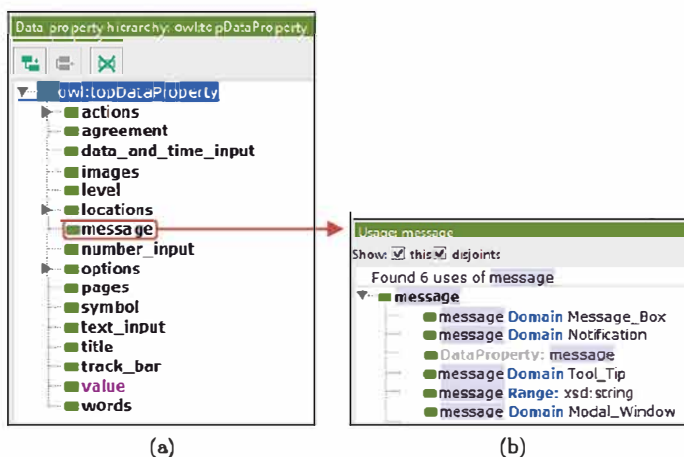 Data property hierarchy: owl:topDataProperty
owl:topDataProperty
actions
agreement
data_and_time_input
images
level
locations
message
number_input
options
pages
symbol
text_input
title
track_bar
value
words
(a)
Usage: message
Show: this disjoints
Found 6 uses of message
message
message Domain Message_Box
message Domain Notification
DataProperty: message
message Domain Tool_Tip
message Range: xsd:string
message Domain Modal_Window
(b)